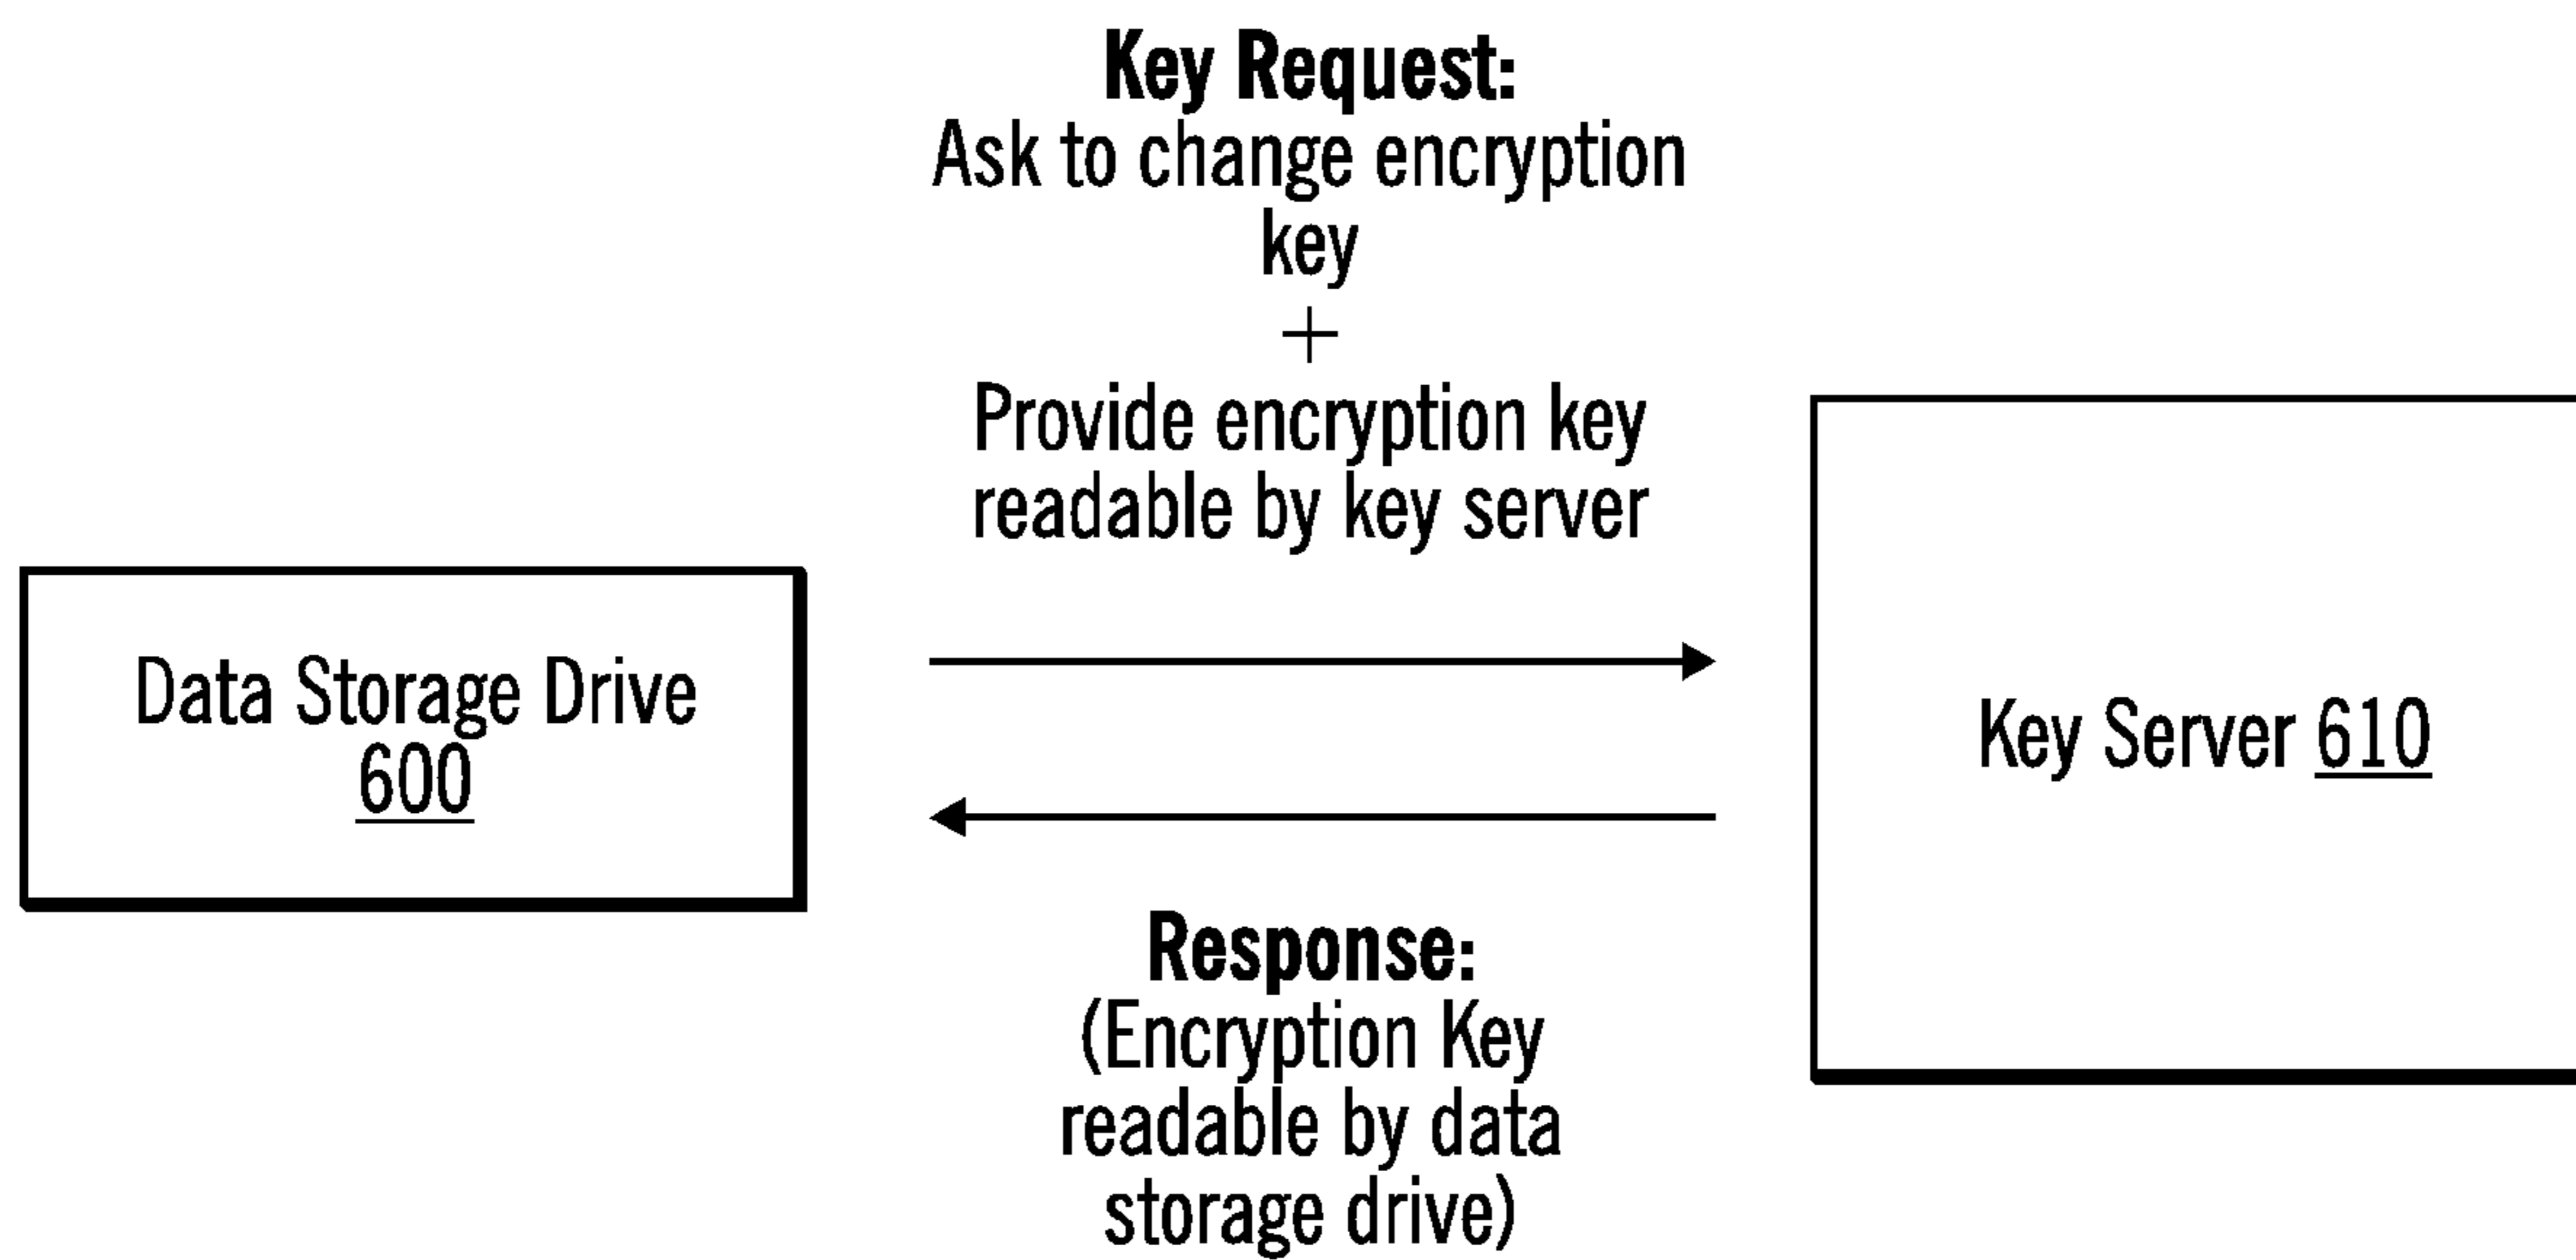 Key Request:
Ask to change encryption
key
+
Provide encryption key
readable by key server
Data Storage Drive
600
Key Server 610
Response:
(Encryption Key
readable by data
storage drive)